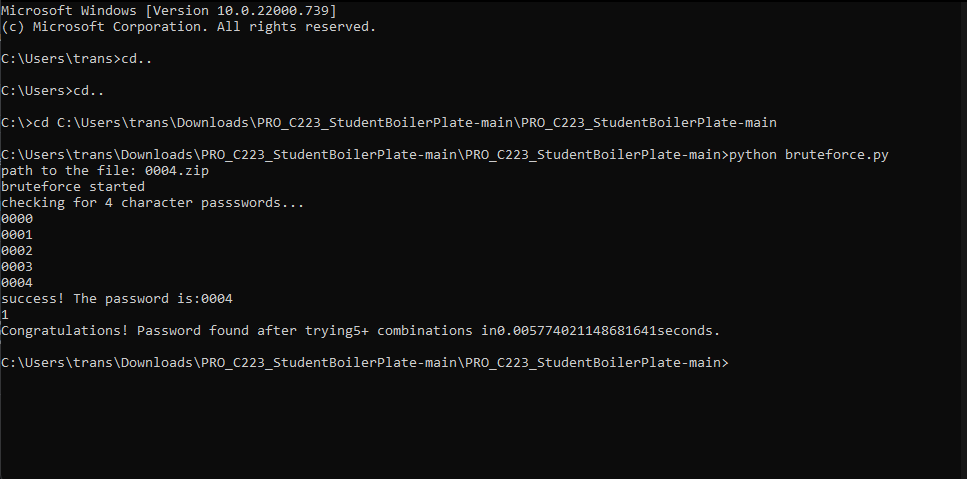 Microsoft Windows [Version 10.0.22000.739]
(c) Microsoft Corporation. All rights reserved.
C:\Users\trans>cd..
C:\Users>cd..
C:\>cd C:\Users\trans\Downloads\PRO_C223_StudentBoilerPlate-main\PRO_C223_StudentBoilerPlate-main
C:\Users\trans\Downloads\PRO_C223_StudentBoilerPlate-main\PRO_C223_StudentBoilerPlate-main>python bruteforce.py
path to the file: 0004.zip
bruteforce started
checking for 4 character passswords...
0000
0001
0002
0003
0004
success! The password is:0004
1
Congratulations! Password found after trying5+ combinations in0.005774021148681641seconds.
C:\Users\trans\Downloads\PRO_C223_StudentBoilerPlate-main\PRO_C223_StudentBoilerPlate-main>